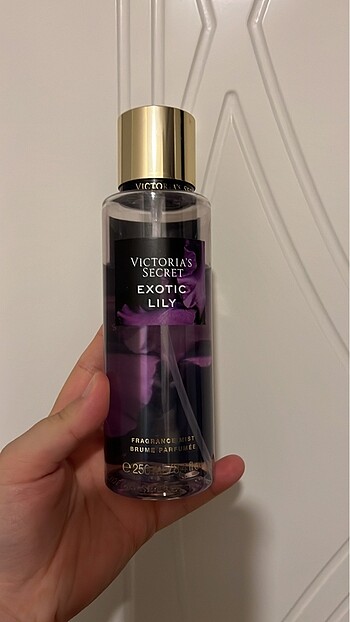 VICTORIA'S
SECRET
EXOTIC
LILY
FRAGRANCE MIST
BRUME PARFUMÉE